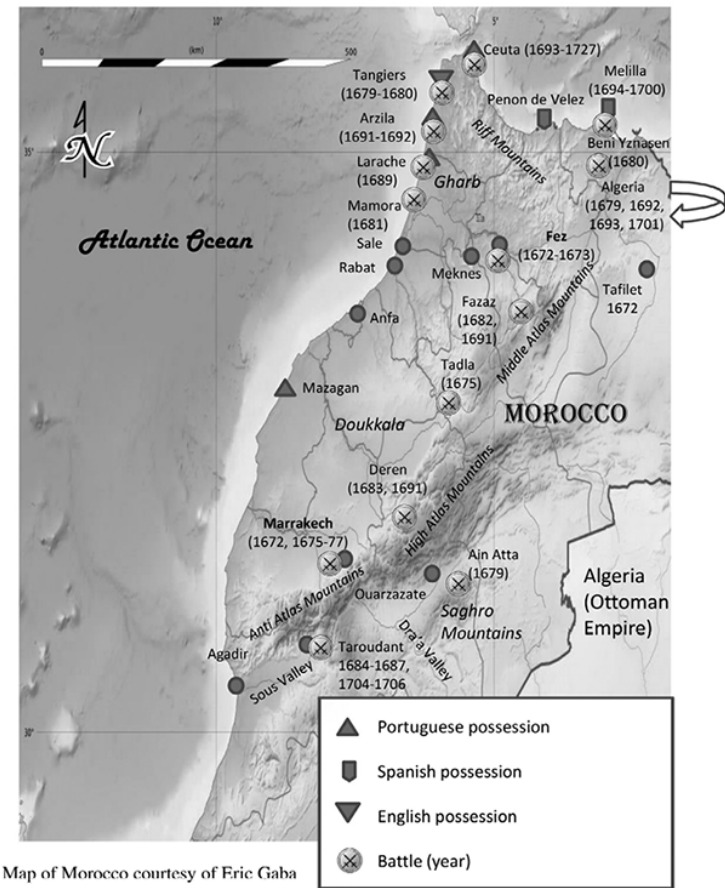 10°
5°
0
(km)
500
Ceuta (1693-1727)
Tangiers
(1679-1680)
Melilla
(1694-1700)
Penon de Velez
Arzila
(1691-1692)
Riff Mountains
Beni Yznasen
(1680)
35°
Larache
(1689)
Gharb
Algeria
(1679, 1692,
1693, 1701)
N
Mamora
(1681)
Atlantic Ocean
Sale
Rabat
Fez
(1672-1673)
Meknes
Tafilet
1672
Fazaz
(1682,
1691)
Middle Atlas Mountains
Anfa
Tadla
(1675)
Mazagan
Doukkala
MOROCCO
Deren
(1683, 1691)
High Atlas Mountains
Marrakech
(1672, 1675-77)
Ain Atta
(1679)
Ouarzazate
Algeria
(Ottoman
Empire)
Anti Atlas Mountains
Saghro
Mountains
Dra'a Valley
Agadir
Taroudant
1684-1687,
1704-1706
Sous Valley
30°
Portuguese possession
Spanish possession
English possession
Battle (year)
Map of Morocco courtesy of Eric Gaba